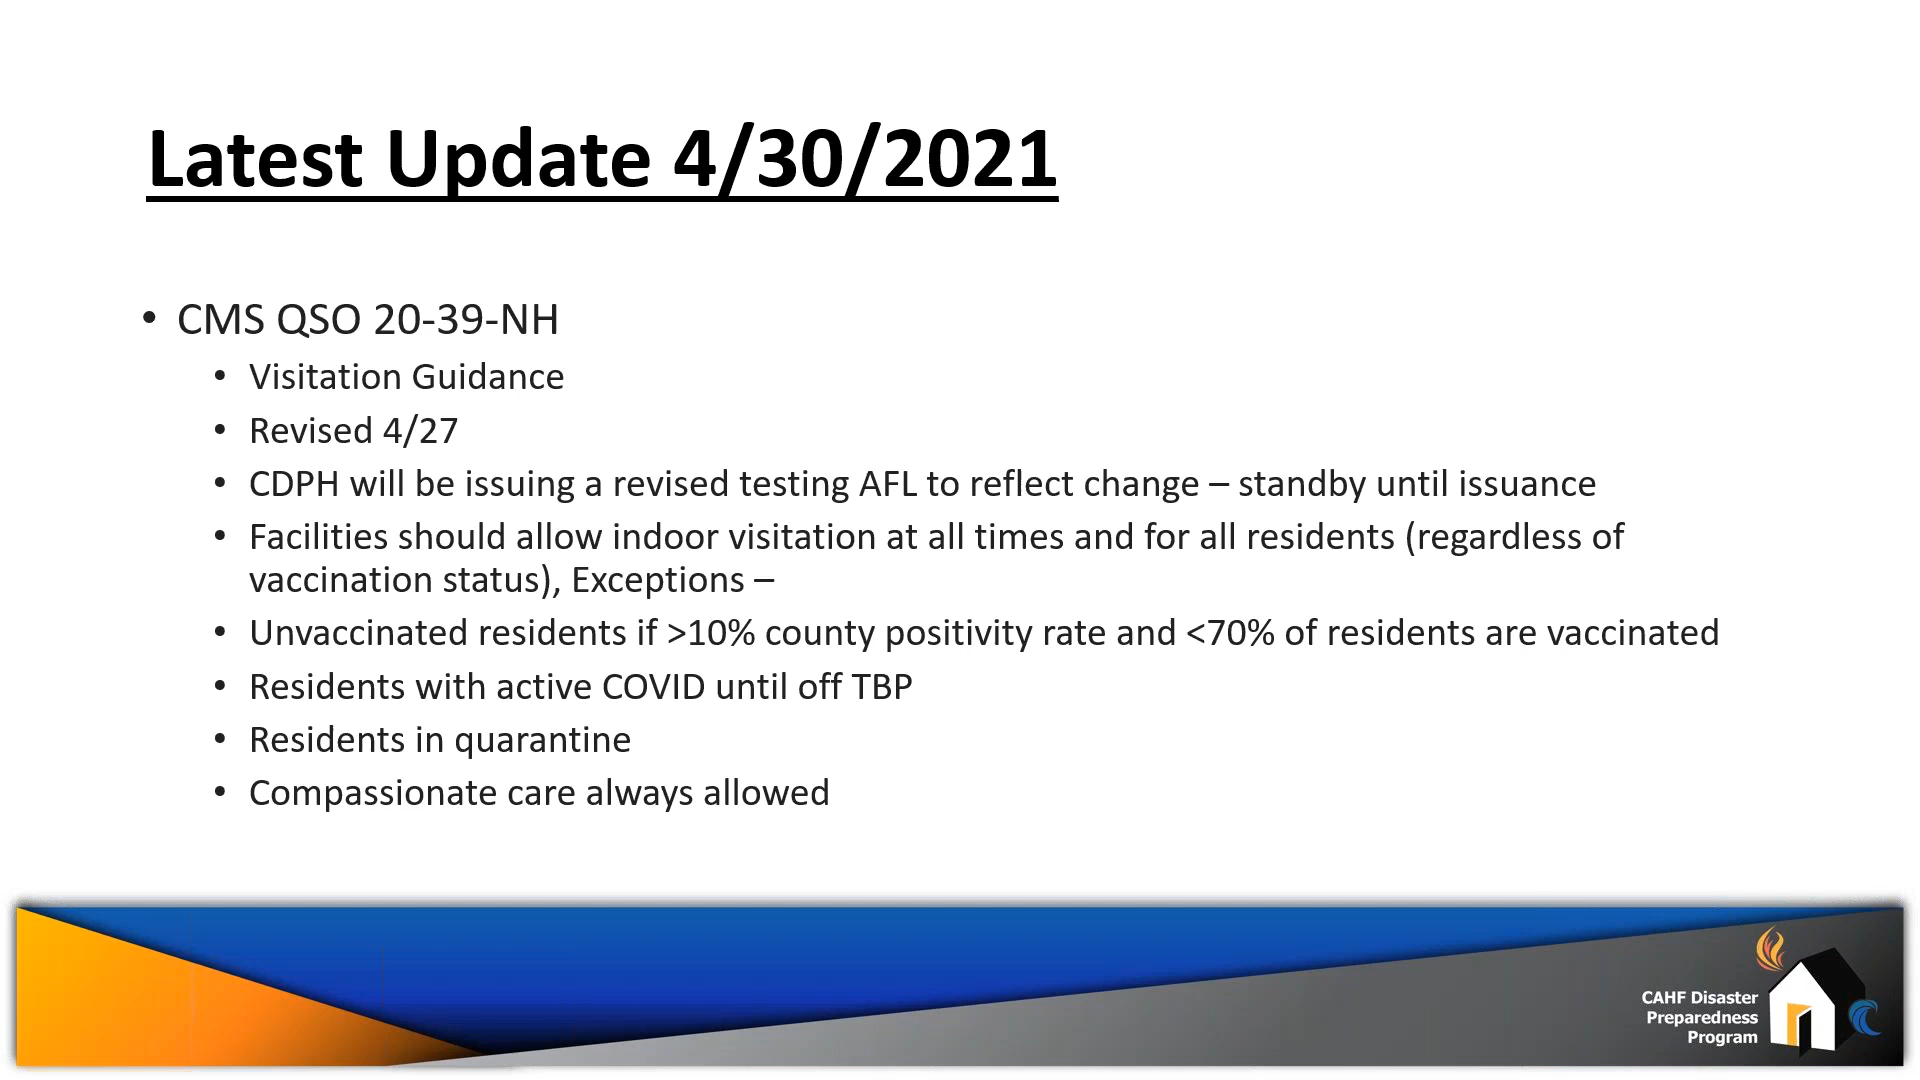 Latest Update 4/30/2021
• CMS QSO 20-39-NH
• Visitation Guidance
• Revised 4/27
• CDPH will be issuing a revised testing AFL to reflect change – standby until issuance
• Facilities should allow indoor visitation at all times and for all residents (regardless of
vaccination status), Exceptions –
• Unvaccinated residents if >10% county positivity rate and <70% of residents are vaccinated
• Residents with active COVID until off TBP
• Residents in quarantine
• Compassionate care always allowed
CAHF Disaster
Preparedness
Program